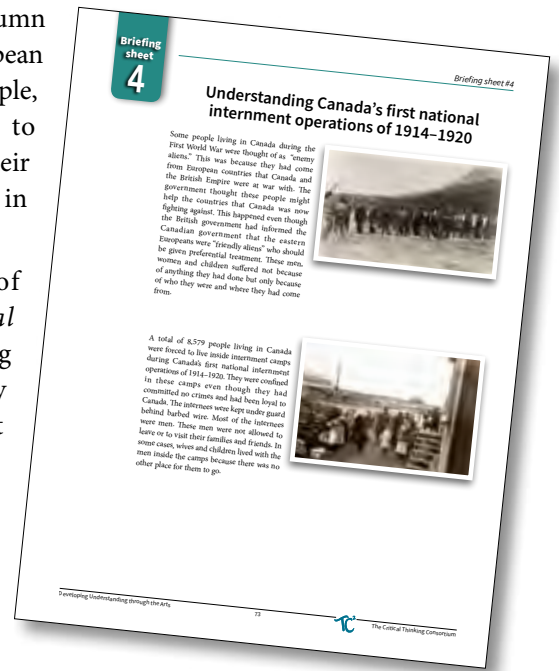 umn
pean
ple,
to
eir
in
of
al
g
y
t
Briefing
sheet
4
Briefing sheet #4
Understanding Canada's first national
internment operations of 1914–1920
Some people living in Canada during the
First World War were thought of as "enemy
aliens." This was because they had come
from European countries that Canada and
the British Empire were at war with. The
government thought these people might
help the countries that Canada was now
fighting against. This happened even though
the British government had informed the
Canadian government that the eastern
Europeans were "friendly aliens" who should
be given preferential treatment. These men,
women and children suffered not because
of anything they had done but only because
of who they were and where they had come
from.
A total of 8,579 people living in Canada
were forced to live inside internment camps
during Canada's first national internment
operations of 1914–1920. They were confined
in these camps even though they had
committed no crimes and had been loyal to
Canada. The internees were kept under guard
behind barbed wire. Most of the internees
were men. These men were not allowed to
leave or to visit their families and friends. In
some cases, wives and children lived with the
men inside the camps because there was no
other place for them to go.
Developing Understanding through the Arts
73
TC²
The Critical Thinking Consortium